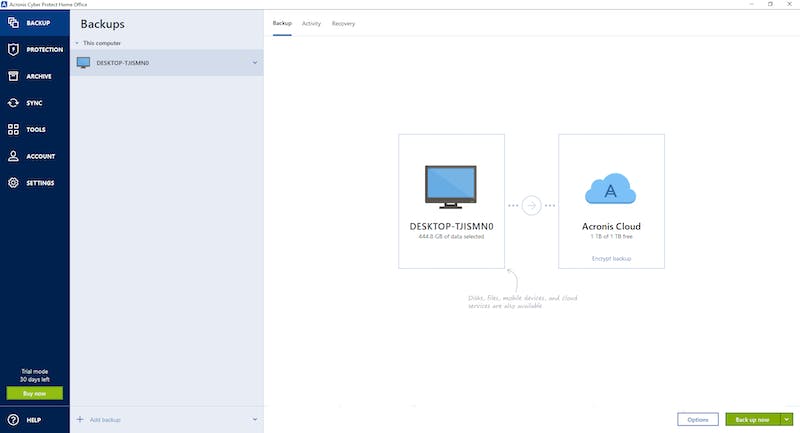 Acronis Cyber Protect Home Office
BACKUP
PROTECTION
ARCHIVE
SYNC
TOOLS
ACCOUNT
SETTINGS
Trial mode
30 days left
Buy now
HELP
Backups
This computer
DESKTOP-TJISMN0
Add backup
Backup Activity Recovery
DESKTOP-TJISMN0
444.8 GB of data selected
Acronis Cloud
1 TB of 1 TB free
Encrypt backup
Disks, files, mobile devices, and cloud
services are also available.
Options
Back up now